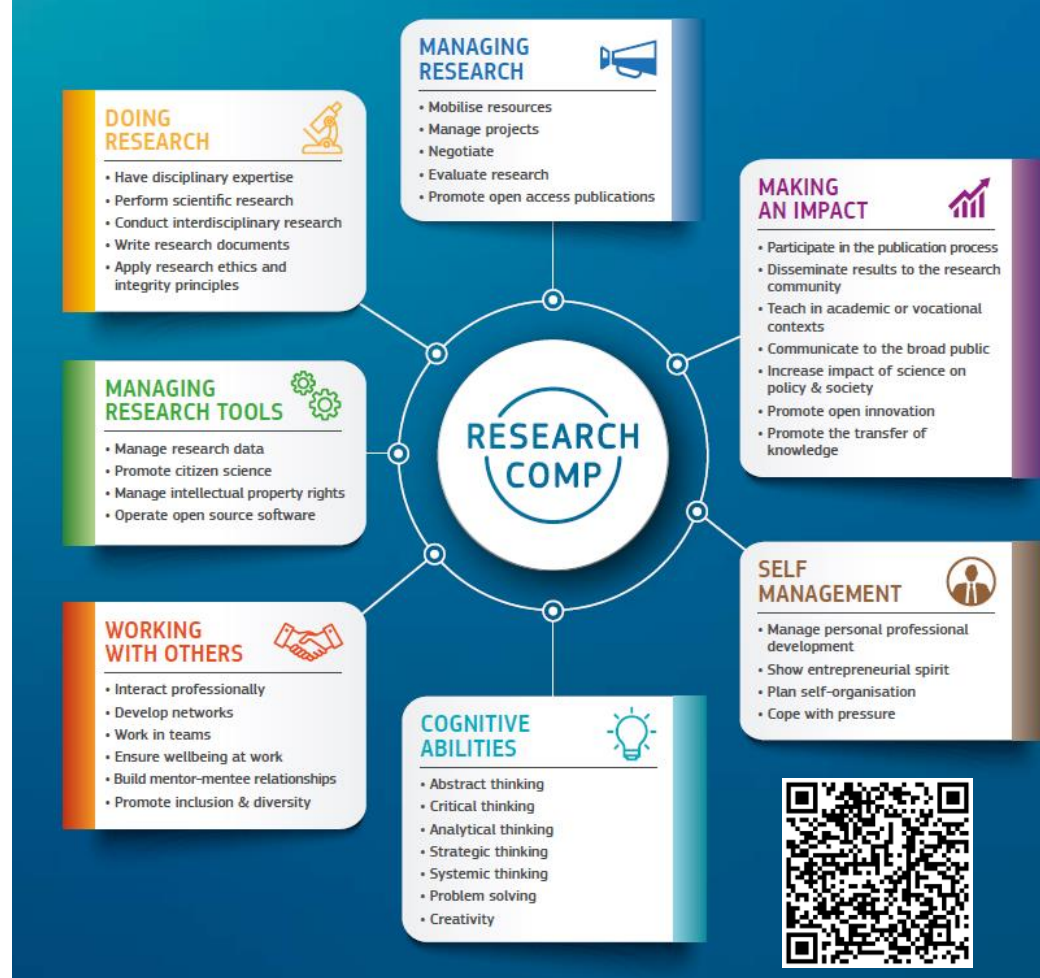 MANAGING
RESEARCH
• Mobilise resources
• Manage projects
• Negotiate
• Evaluate research
• Promote open access publications
DOING
RESEARCH
• Have disciplinary expertise
• Perform scientific research
• Conduct interdisciplinary research
• Write research documents
• Apply research ethics and
integrity principles
MAKING
AN IMPACT
• Participate in the publication process
• Disseminate results to the research
community
• Teach in academic or vocational
contexts
• Communicate to the broad public
• Increase impact of science on
policy & society
• Promote open innovation
• Promote the transfer of
knowledge
MANAGING
RESEARCH TOOLS
• Manage research data
• Promote citizen science
• Manage intellectual property rights
• Operate open source software
RESEARCH
COMP
SELF
MANAGEMENT
• Manage personal professional
development
• Show entrepreneurial spirit
• Plan self-organisation
• Cope with pressure
WORKING
WITH OTHERS
• Interact professionally
• Develop networks
• Work in teams
• Ensure wellbeing at work
• Build mentor-mentee relationships
• Promote inclusion & diversity
COGNITIVE
ABILITIES
• Abstract thinking
• Critical thinking
• Analytical thinking
• Strategic thinking
• Systemic thinking
• Problem solving
• Creativity